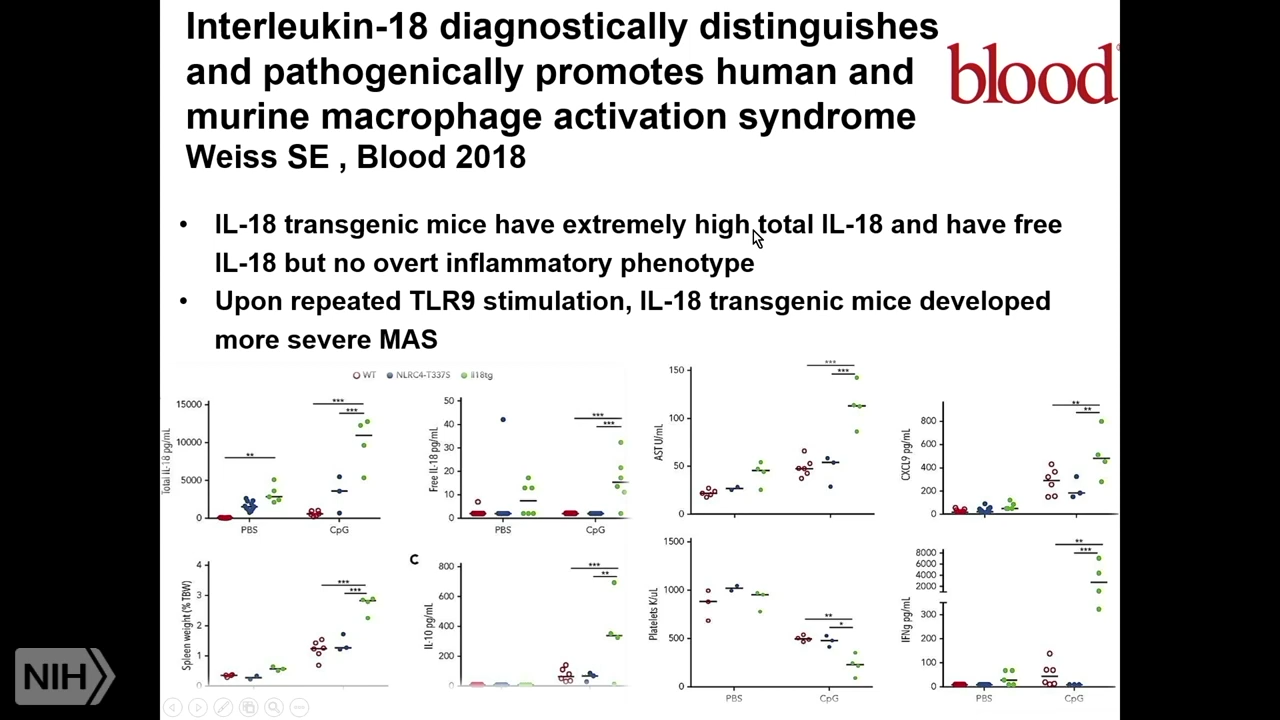 Interleukin-18 diagnostically distinguishes
and pathogenically promotes human and
murine macrophage activation syndrome
Weiss SE , Blood 2018
blood
• IL-18 transgenic mice have extremely high total IL-18 and have free
IL-18 but no overt inflammatory phenotype
• Upon repeated TLR9 stimulation, IL-18 transgenic mice developed
more severe MAS
WT NLRC4-T337S Il18tg
Total IL-18 pg/mL
15000
10000
5000
0
**
***
***
PBS CpG
Free IL-18 pg/mL
50
40
30
20
10
0
***
***
PBS CpG
AST U/mL
150
100
50
0
***
***
CXCL9 pg/mL
800
600
400
200
0
**
**
PBS CpG
Spleen weight (% TBW)
4
3
2
1
0
***
***
C
IL-10 pg/mL
800
600
400
200
0
***
**
Platelets K/uL
1500
1000
500
0
**
*
PBS CpG
IFNg pg/mL
8000
6000
4000
2000
300
200
100
0
**
***
PBS CpG
NIH